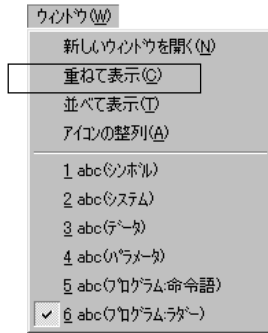 ウィンドウ(W)
新しいウィンドウを開く(N)
重ねて表示(C)
並べて表示(T)
アイコンの整列(A)
1 abc(シンボル)
2 abc(システム)
3 abc(データ)
4 abc(パラメータ)
5 abc(プログラム:命令語)
6 abc(プログラム:ラダー)